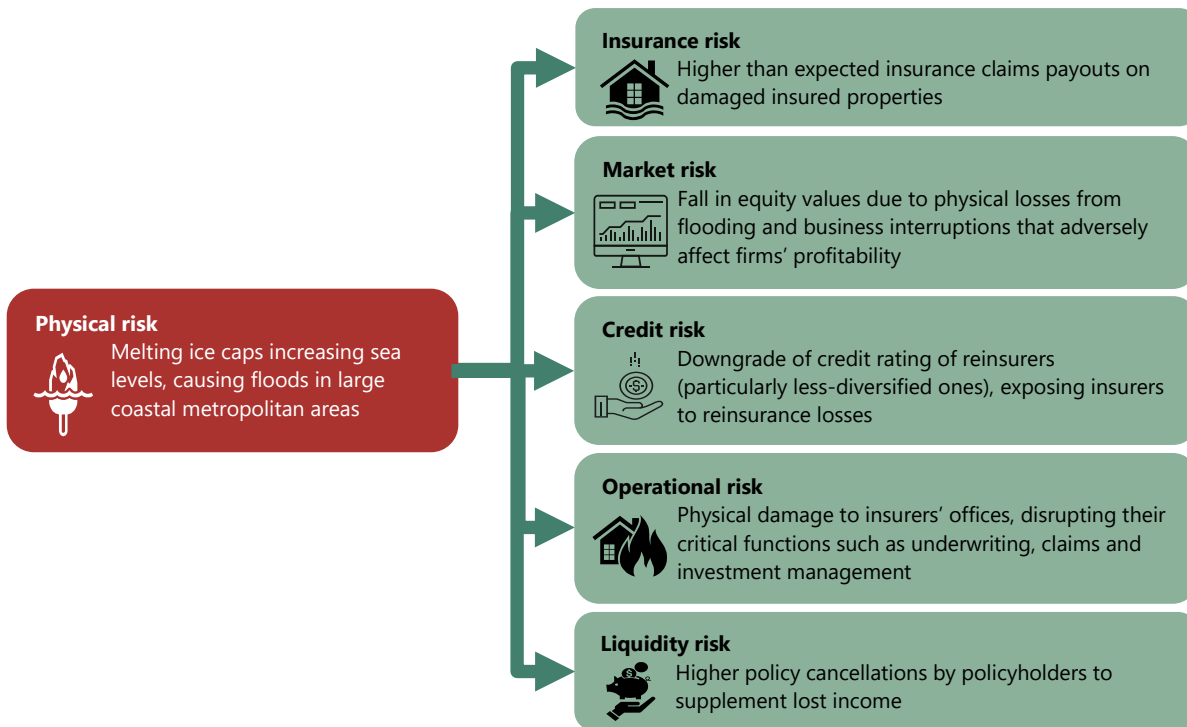 Insurance risk
Higher than expected insurance claims payouts on
damaged insured properties
Market risk
Fall in equity values due to physical losses from
flooding and business interruptions that adversely
affect firms’ profitability
Physical risk
Melting ice caps increasing sea
levels, causing floods in large
coastal metropolitan areas
Credit risk
Downgrade of credit rating of reinsurers
(particularly less-diversified ones), exposing insurers
to reinsurance losses
Operational risk
Physical damage to insurers’ offices, disrupting their
critical functions such as underwriting, claims and
investment management
Liquidity risk
Higher policy cancellations by policyholders to
supplement lost income